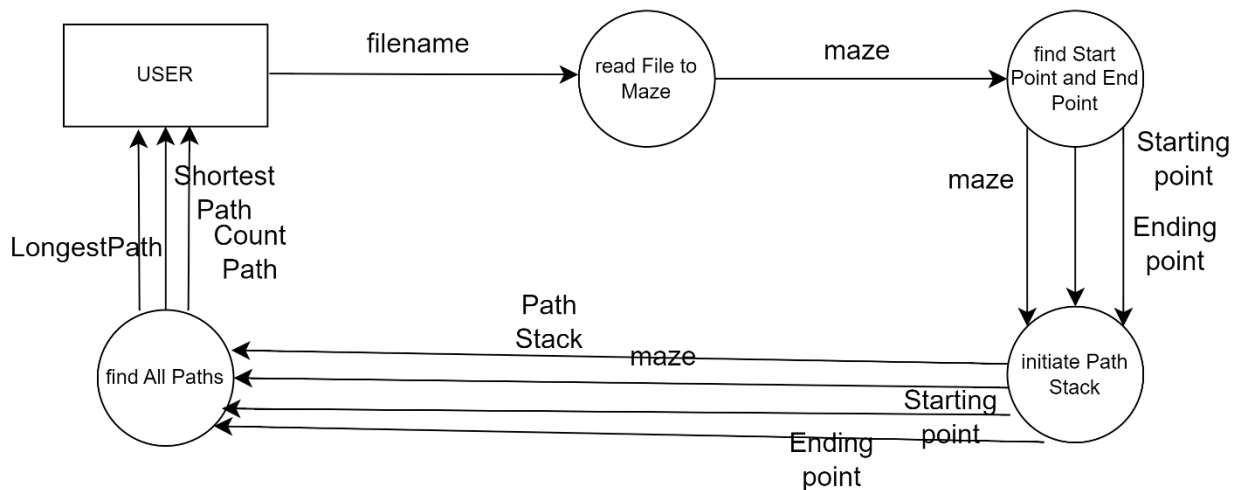 USER
filename
read File to
Maze
maze
find Start
Point and End
Point
maze
Starting
point
Ending
point
Shortest
Path
LongestPath
Count
Path
Path
Stack
maze
find All Paths
initiate Path
Stack
Starting
point
Ending
point